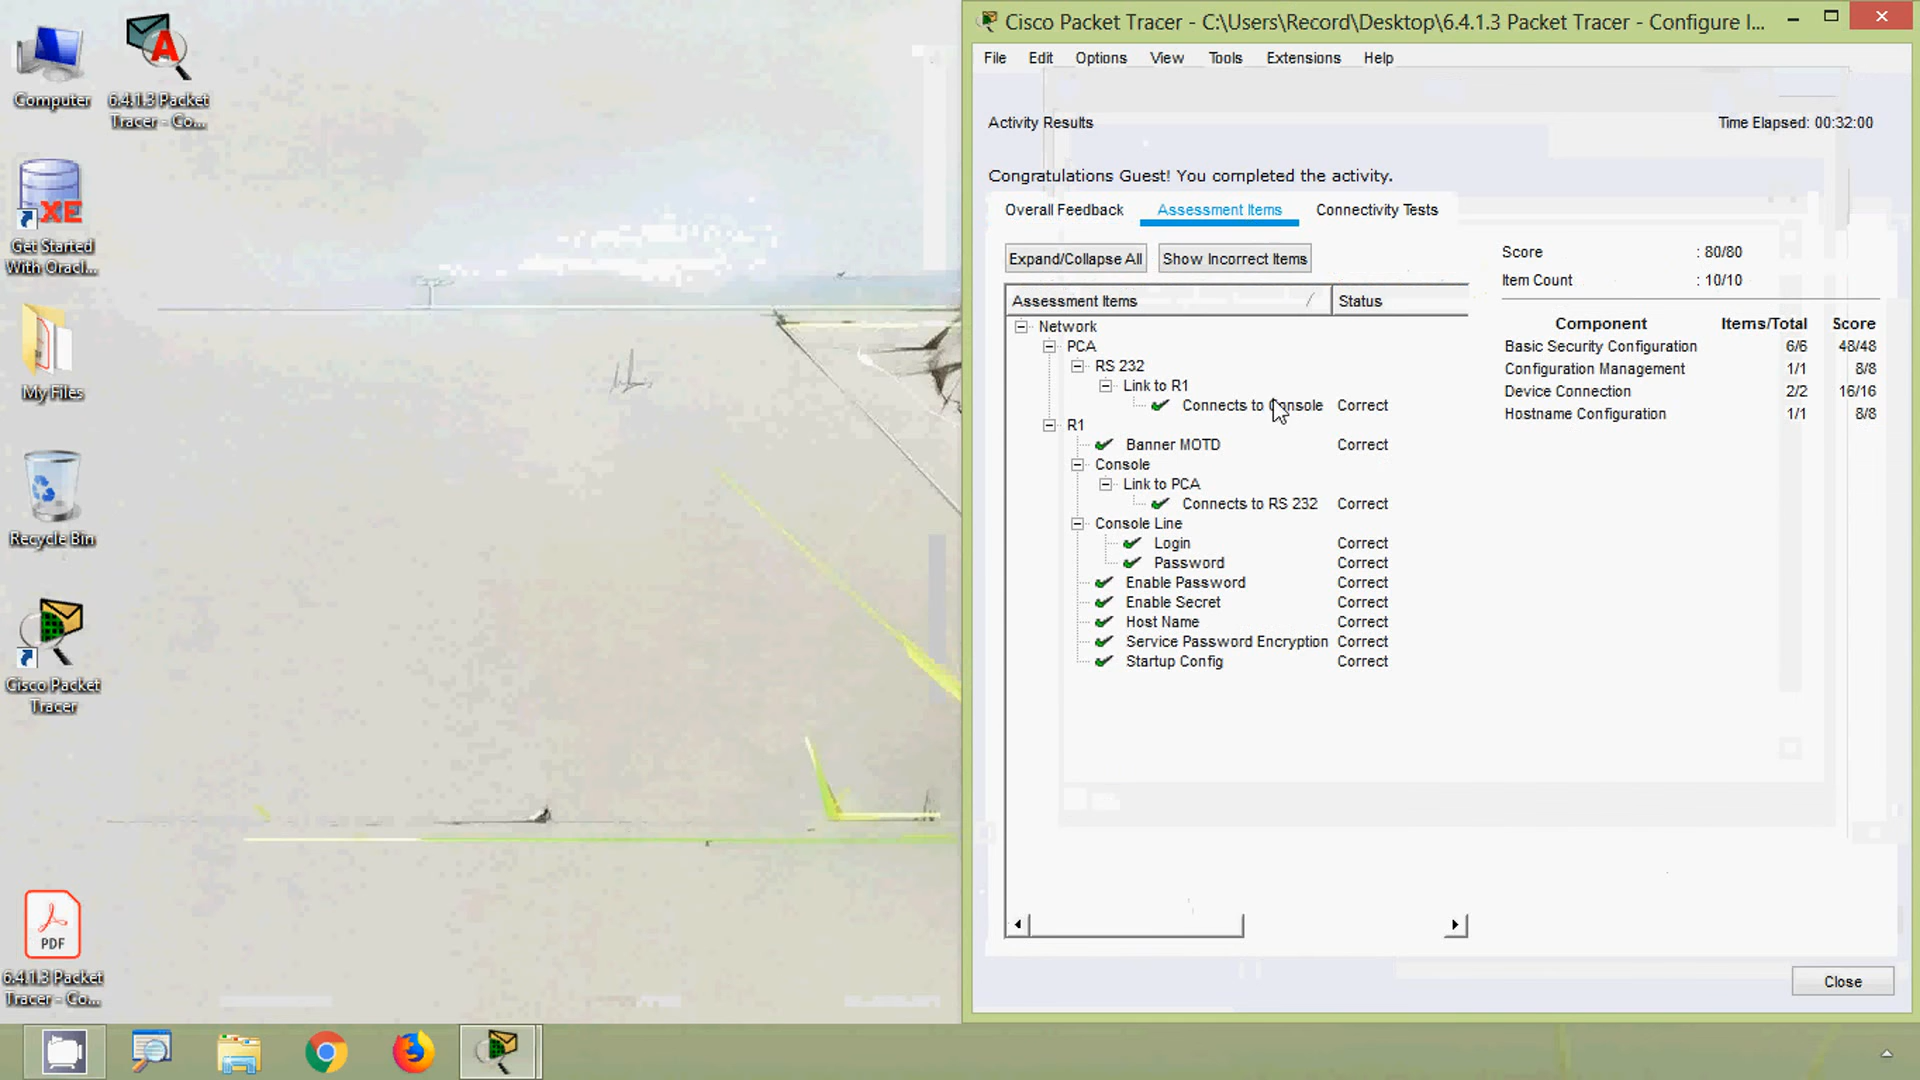 Computer
6.4.1.3 Packet
Tracer - Co...
XE
Get Started
With Oracl...
My Files
Recycle Bin
Cisco Packet
Tracer
PDF
6.4.1.3 Packet
Tracer - Co...
Cisco Packet Tracer - C:\Users\Record\Desktop\6.4.1.3 Packet Tracer - Configure I...
File Edit Options View Tools Extensions Help
Activity Results
Time Elapsed: 00:32:00
Congratulations Guest! You completed the activity.
Overall Feedback Assessment Items Connectivity Tests
Expand/Collapse All Show Incorrect Items
Assessment Items Status
Network
PCA
RS 232
Link to R1
Connects to Console Correct
R1
Banner MOTD Correct
Console
Link to PCA
Connects to RS 232 Correct
Console Line
Login Correct
Password Correct
Enable Password Correct
Enable Secret Correct
Host Name Correct
Service Password Encryption Correct
Startup Config Correct
Score : 80/80
Item Count : 10/10
Component Items/Total Score
Basic Security Configuration 6/6 48/48
Configuration Management 1/1 8/8
Device Connection 2/2 16/16
Hostname Configuration 1/1 8/8
Close